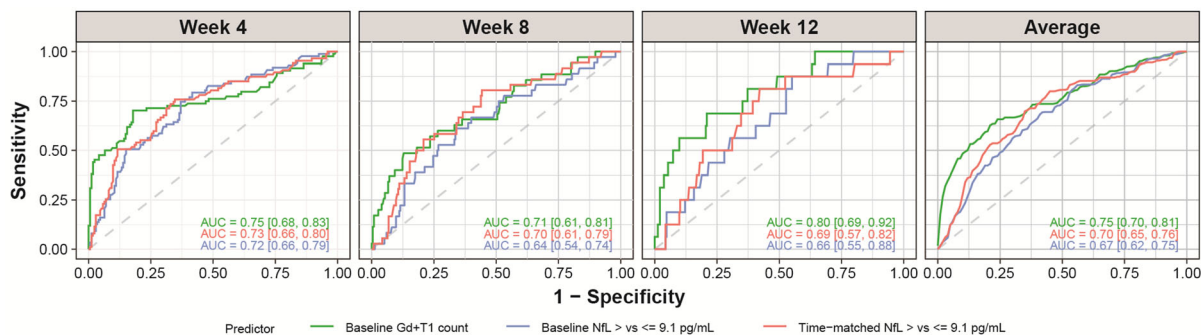 Week 4
Week 8
Week 12
Average
Sensitivity
1.00
0.75
0.50
0.25
0.00
AUC = 0.75 [0.68, 0.83]
AUC = 0.73 [0.66, 0.80]
AUC = 0.72 [0.66, 0.79]
AUC = 0.71 [0.61, 0.81]
AUC = 0.70 [0.61, 0.79]
AUC = 0.64 [0.54, 0.74]
AUC = 0.80 [0.69, 0.92]
AUC = 0.69 [0.57, 0.82]
AUC = 0.66 [0.55, 0.88]
AUC = 0.75 [0.70, 0.81]
AUC = 0.70 [0.65, 0.76]
AUC = 0.67 [0.62, 0.75]
0.00 0.25 0.50 0.75 1.00
0.00 0.25 0.50 0.75 1.00
0.00 0.25 0.50 0.75 1.00
0.00 0.25 0.50 0.75 1.00
1 − Specificity
Predictor Baseline Gd+T1 count Baseline NfL > vs <= 9.1 pg/mL Time−matched NfL > vs <= 9.1 pg/mL